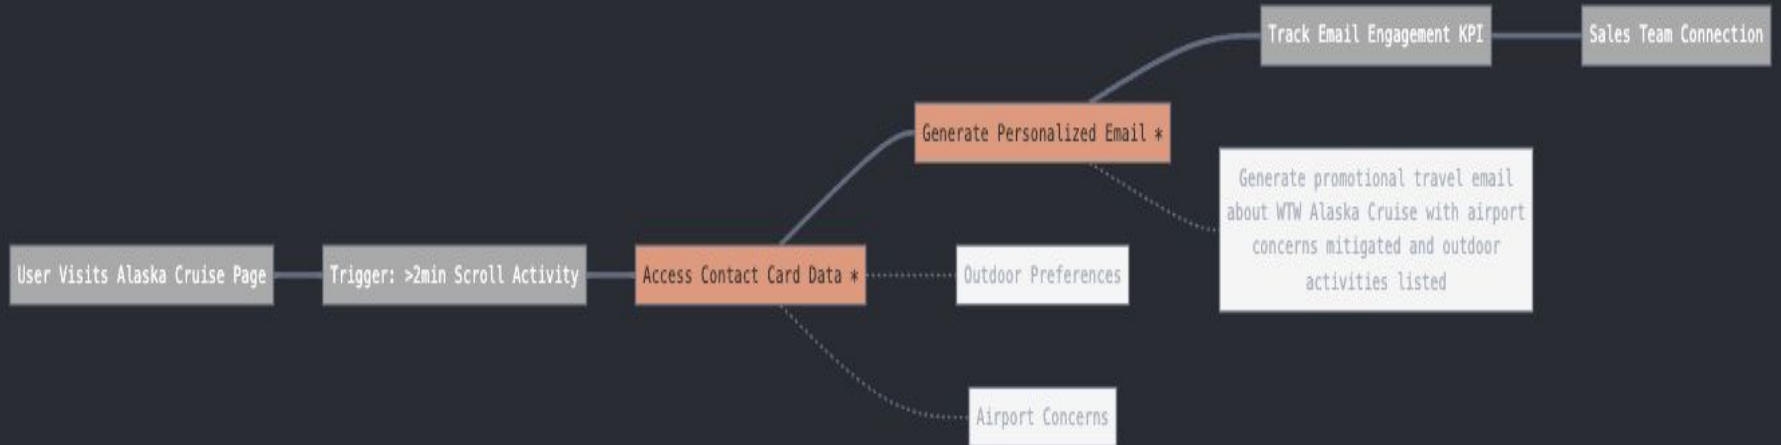 Track Email Engagement KPI
Sales Team Connection
Generate Personalized Email *
Generate promotional travel email
about WTW Alaska Cruise with airport
concerns mitigated and outdoor
activities listed
User Visits Alaska Cruise Page
Trigger: >2min Scroll Activity
Access Contact Card Data *
Outdoor Preferences
Airport Concerns